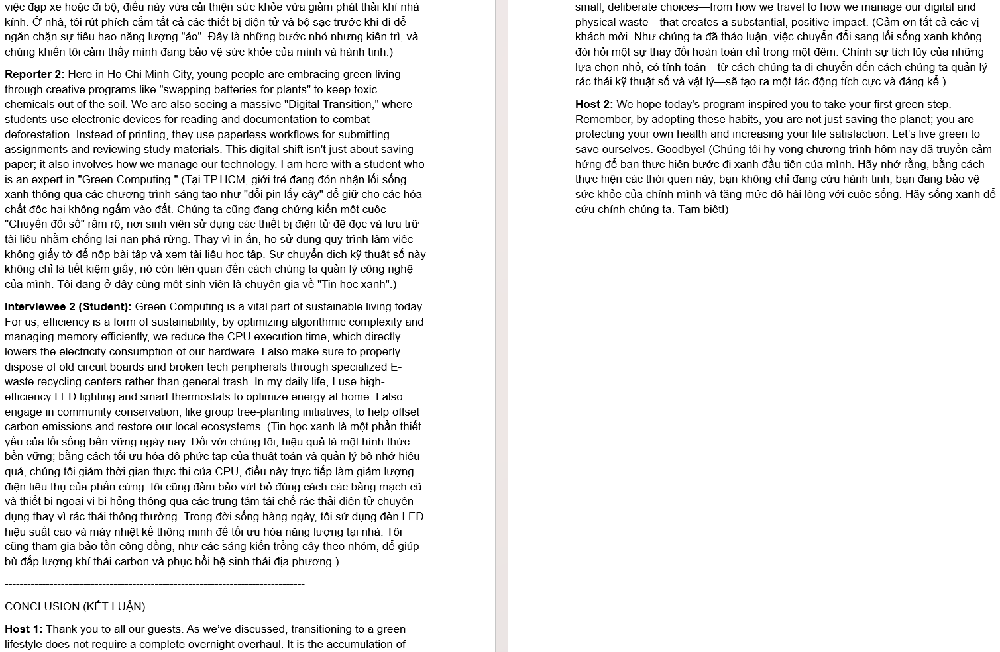 việc đạp xe hoặc đi bộ, điều này vừa cải thiện sức khỏe vừa giảm phát thải khí nhà
kính. Ở nhà, tôi rút phích cắm tất cả các thiết bị điện tử và bộ sạc trước khi đi để
ngăn chặn sự tiêu hao năng lượng "ảo". Đây là những bước nhỏ nhưng kiên trì, và
chúng khiến tôi cảm thấy mình đang bảo vệ sức khỏe của mình và hành tinh.)
Reporter 2: Here in Ho Chi Minh City, young people are embracing green living
through creative programs like "swapping batteries for plants" to keep toxic
chemicals out of the soil. We are also seeing a massive "Digital Transition," where
students use electronic devices for reading and documentation to combat
deforestation. Instead of printing, they use paperless workflows for submitting
assignments and reviewing study materials. This digital shift isn't just about saving
paper; it also involves how we manage our technology. I am here with a student who
is an expert in "Green Computing." (Tại TP.HCM, giới trẻ đang đón nhận lối sống
xanh thông qua các chương trình sáng tạo như "đổi pin lấy cây" để giữ cho các hóa
chất độc hại không ngấm vào đất. Chúng ta cũng đang chứng kiến một cuộc
"Chuyển đổi số" rầm rộ, nơi sinh viên sử dụng các thiết bị điện tử để đọc và lưu trữ
tài liệu nhằm chống lại nạn phá rừng. Thay vì in ấn, họ sử dụng quy trình làm việc
không giấy tờ để nộp bài tập và xem tài liệu học tập. Sự chuyển dịch kỹ thuật số này
không chỉ là tiết kiệm giấy; nó còn liên quan đến cách chúng ta quản lý công nghệ
của mình. Tôi đang ở đây cùng một sinh viên là chuyên gia về "Tin học xanh".)
Interviewee 2 (Student): Green Computing is a vital part of sustainable living today.
For us, efficiency is a form of sustainability; by optimizing algorithmic complexity and
managing memory efficiently, we reduce the CPU execution time, which directly
lowers the electricity consumption of our hardware. I also make sure to properly
dispose of old circuit boards and broken tech peripherals through specialized E-
waste recycling centers rather than general trash. In my daily life, I use high-
efficiency LED lighting and smart thermostats to optimize energy at home. I also
engage in community conservation, like group tree-planting initiatives, to help offset
carbon emissions and restore our local ecosystems. (Tin học xanh là một phần thiết
yếu của lối sống bền vững ngày nay. Đối với chúng tôi, hiệu quả là một hình thức
bền vững; bằng cách tối ưu hóa độ phức tạp của thuật toán và quản lý bộ nhớ hiệu
quả, chúng tôi giảm thời gian thực thi của CPU, điều này trực tiếp làm giảm lượng
điện tiêu thụ của phần cứng. tôi cũng đảm bảo vứt bỏ đúng cách các bảng mạch cũ
và thiết bị ngoại vi bị hỏng thông qua các trung tâm tái chế rác thải điện tử chuyên
dụng thay vì rác thải thông thường. Trong đời sống hàng ngày, tôi sử dụng đèn LED
hiệu suất cao và máy nhiệt kế thông minh để tối ưu hóa năng lượng tại nhà. Tôi
cũng tham gia bảo tồn cộng đồng, như các sáng kiến trồng cây theo nhóm, để giúp
bù đắp lượng khí thải carbon và phục hồi hệ sinh thái địa phương.)
--------------------------------------------------------------------------------
CONCLUSION (KẾT LUẬN)
Host 1: Thank you to all our guests. As we've discussed, transitioning to a green
lifestyle does not require a complete overnight overhaul. It is the accumulation of
small, deliberate choices—from how we travel to how we manage our digital and
physical waste—that creates a substantial, positive impact. (Cảm ơn tất cả các vị
khách mời. Như chúng ta đã thảo luận, việc chuyển đổi sang lối sống xanh không
đòi hỏi một sự thay đổi hoàn toàn chỉ trong một đêm. Chính sự tích lũy của những
lựa chọn nhỏ, có tính toán—từ cách chúng ta di chuyển đến cách chúng ta quản lý
rác thải kỹ thuật số và vật lý—sẽ tạo ra một tác động tích cực và đáng kể.)
Host 2: We hope today's program inspired you to take your first green step.
Remember, by adopting these habits, you are not just saving the planet; you are
protecting your own health and increasing your life satisfaction. Let's live green to
save ourselves. Goodbye! (Chúng tôi hy vọng chương trình hôm nay đã truyền cảm
hứng để bạn thực hiện bước đi xanh đầu tiên của mình. Hãy nhớ rằng, bằng cách
thực hiện các thói quen này, bạn không chỉ đang cứu hành tinh; bạn đang bảo vệ
sức khỏe của chính mình và tăng mức độ hài lòng với cuộc sống. Hãy sống xanh để
cứu chính chúng ta. Tạm biệt!)